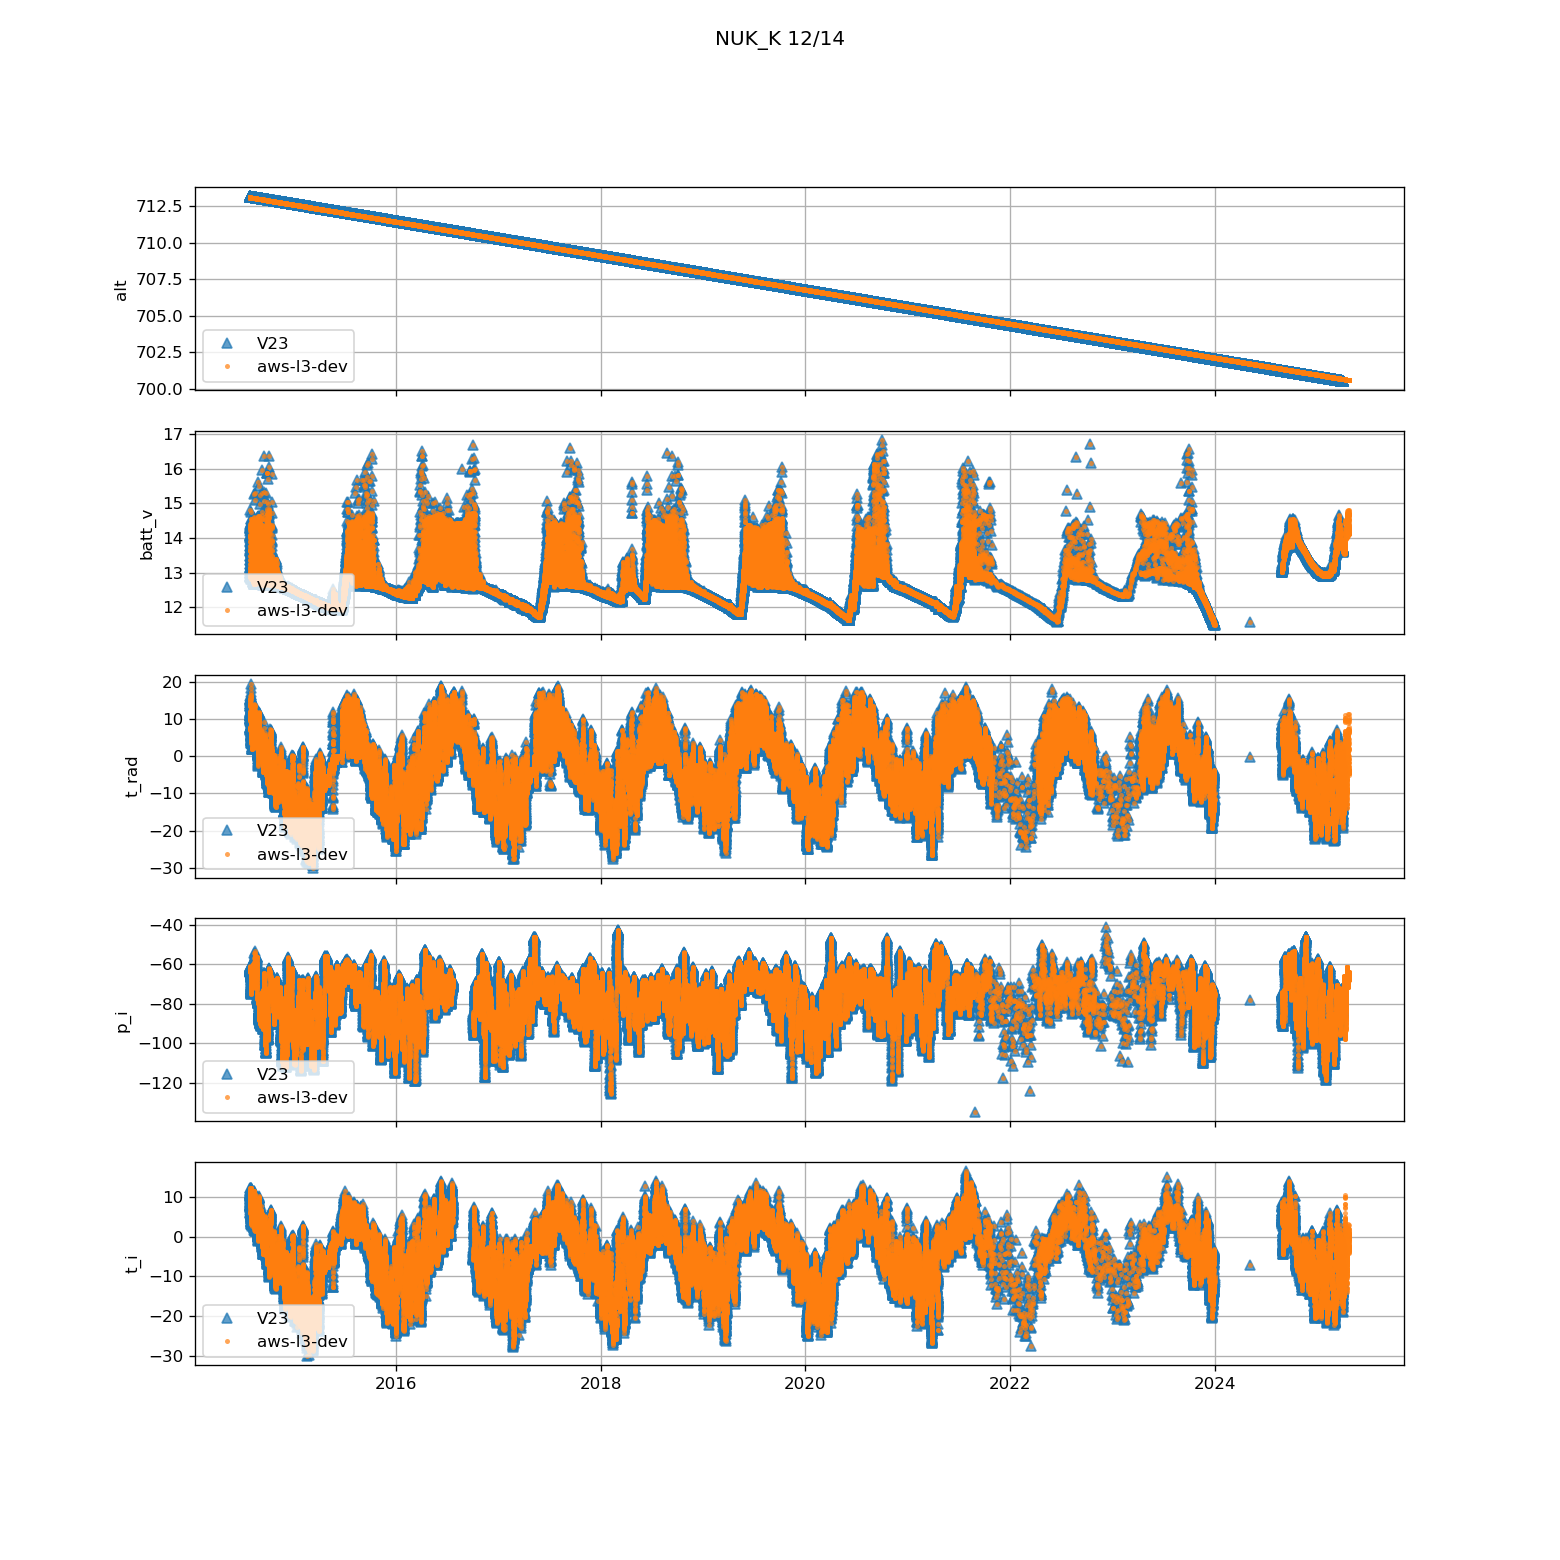 NUK_K 12/14
712.5
710.0
707.5
705.0
702.5
700.0
alt
V23
aws-l3-dev
17
16
15
14
13
12
batt_v
V23
aws-l3-dev
20
10
0
−10
−20
−30
t_rad
V23
aws-l3-dev
−40
−60
−80
−100
−120
p_i
V23
aws-l3-dev
10
0
−10
−20
−30
t_i
V23
aws-l3-dev
2016 2018 2020 2022 2024